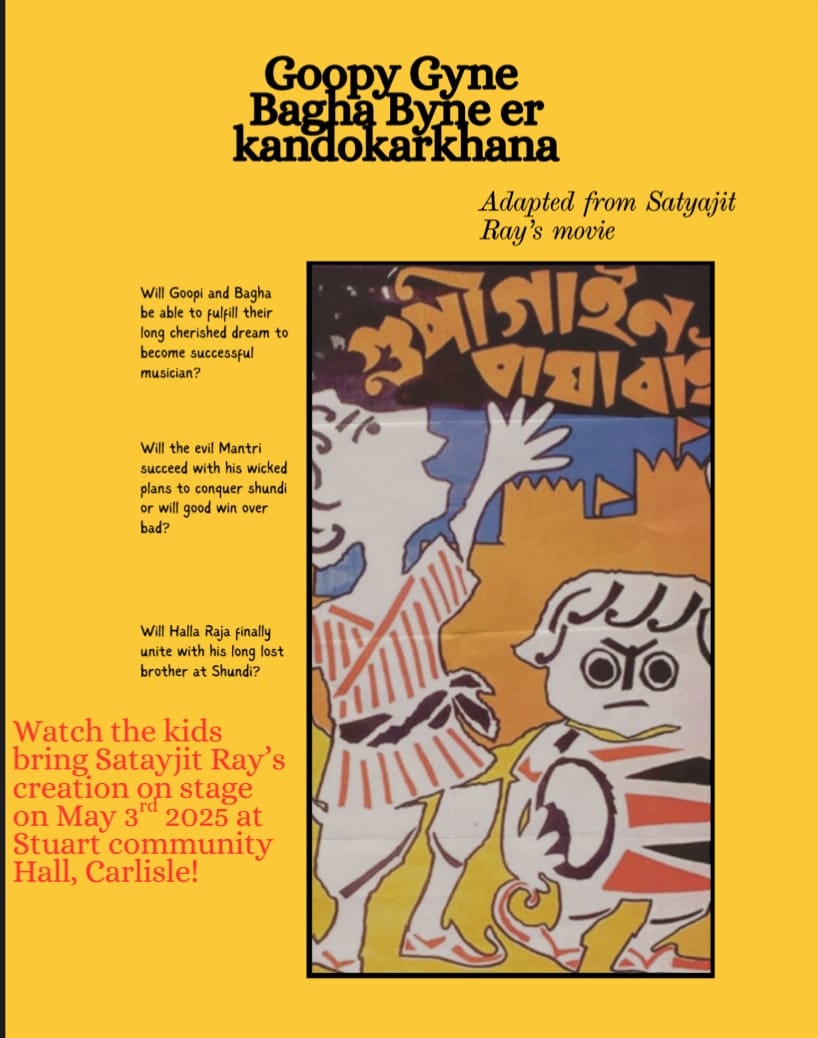 Goopy Gyne
Bagha Byne er
kandokarkhana
Adapted from Satyajit
Ray's movie
Will Goopi and Bagha
be able to fulfill their
long cherished dream to
become successful
musician?
Will the evil Mantri
succeed with his wicked
plans to conquer shundi
or will good win over
bad?
Will Halla Raja finally
unite with his long lost
brother at Shundi?
Watch the kids
bring Satayjit Ray's
creation on stage
on May 3rd 2025 at
Stuart community
Hall, Carlisle!
গুপী গাইন
বাঘা বাই